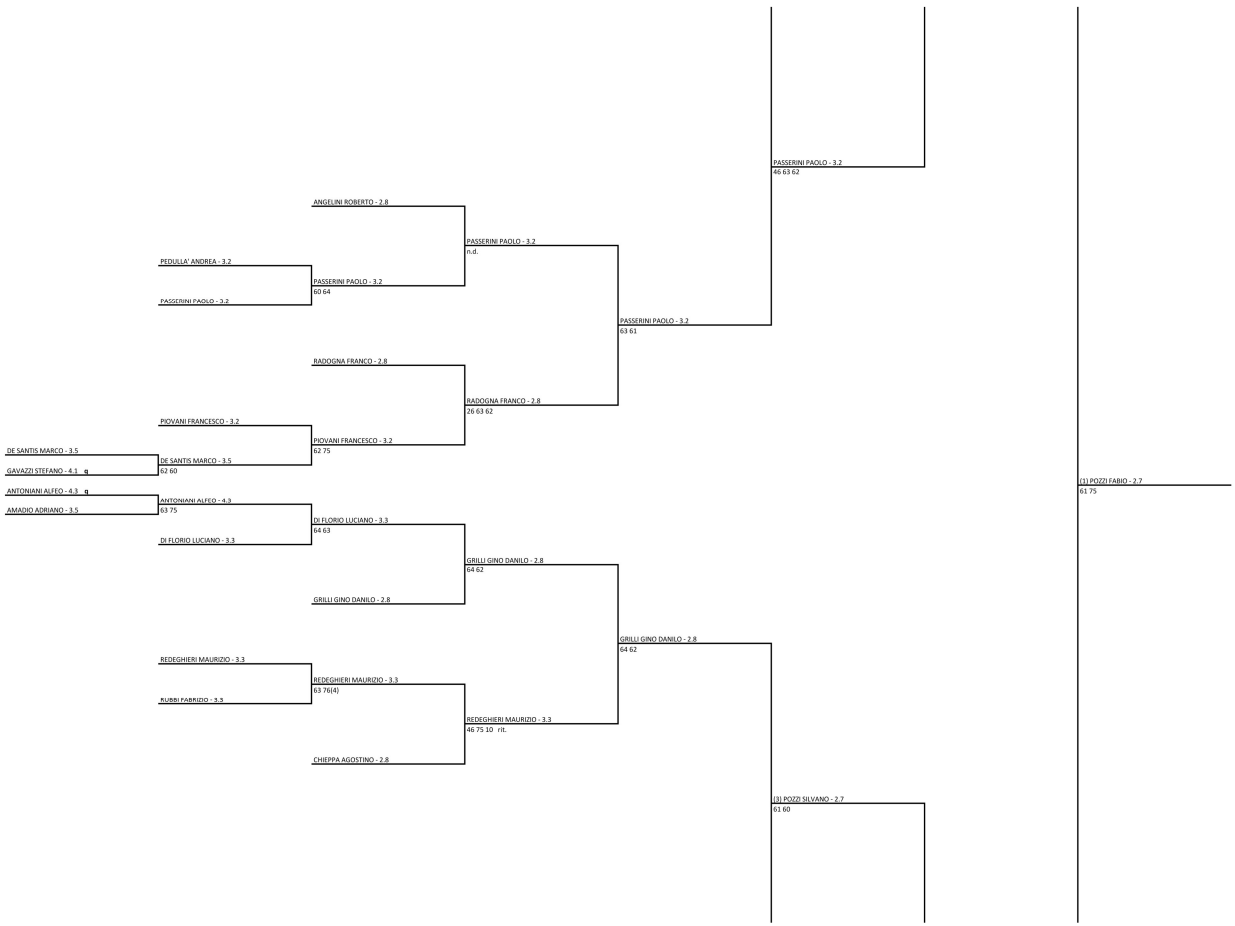 PASSERINI PAOLO - 3.2
46 63 62
ANGELINI ROBERTO - 2.8
PASSERINI PAOLO - 3.2
n.d.
PEDULLA' ANDREA - 3.2
PASSERINI PAOLO - 3.2
60 64
PASSERINI PAOLO - 3.2
PASSERINI PAOLO - 3.2
63 61
RADOGNA FRANCO - 2.8
RADOGNA FRANCO - 2.8
26 63 62
PIOVANI FRANCESCO - 3.2
PIOVANI FRANCESCO - 3.2
62 75
DE SANTIS MARCO - 3.5
DE SANTIS MARCO - 3.5
62 60
GAVAZZI STEFANO - 4.1 q
(1) POZZI FABIO - 2.7
61 75
ANTONIANI ALFEO - 4.3 q
ANTONIANI ALFEO - 4.3
63 75
AMADIO ADRIANO - 3.5
DI FLORIO LUCIANO - 3.3
64 63
DI FLORIO LUCIANO - 3.3
GRILLI GINO DANILO - 2.8
64 62
GRILLI GINO DANILO - 2.8
GRILLI GINO DANILO - 2.8
64 62
REDEGHIERI MAURIZIO - 3.3
REDEGHIERI MAURIZIO - 3.3
63 76(4)
RUBBI FABRIZIO - 3.3
REDEGHIERI MAURIZIO - 3.3
46 75 10 rit.
CHIEPPA AGOSTINO - 2.8
(3) POZZI SILVANO - 2.7
61 60